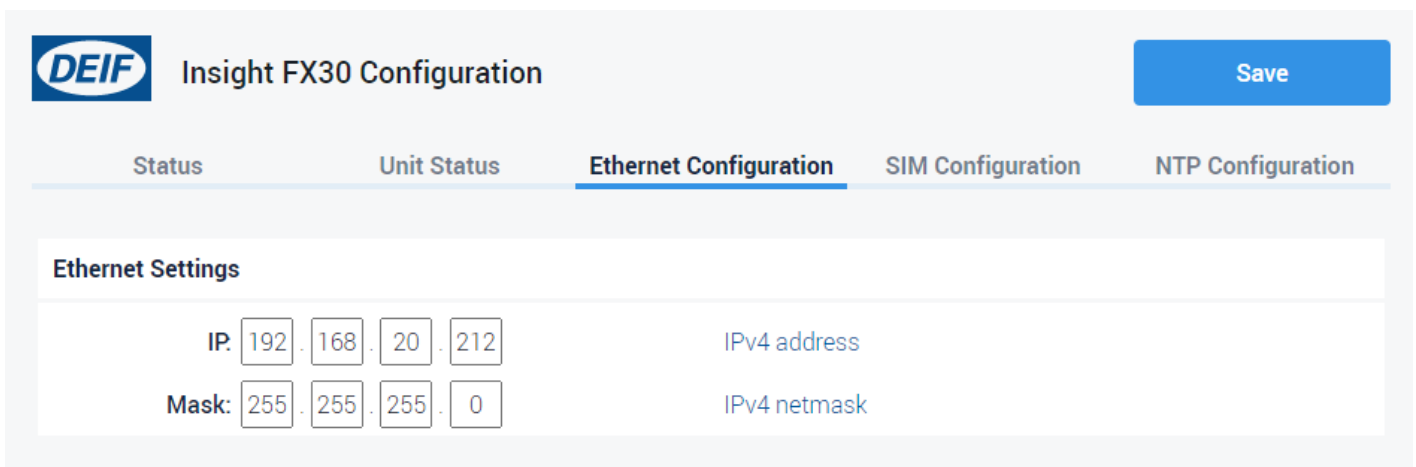 DEIF
Insight FX30 Configuration
Save
Status Unit Status Ethernet Configuration SIM Configuration NTP Configuration
Ethernet Settings
IP: 192 . 168 . 20 . 212 IPv4 address
Mask: 255 . 255 . 255 . 0 IPv4 netmask